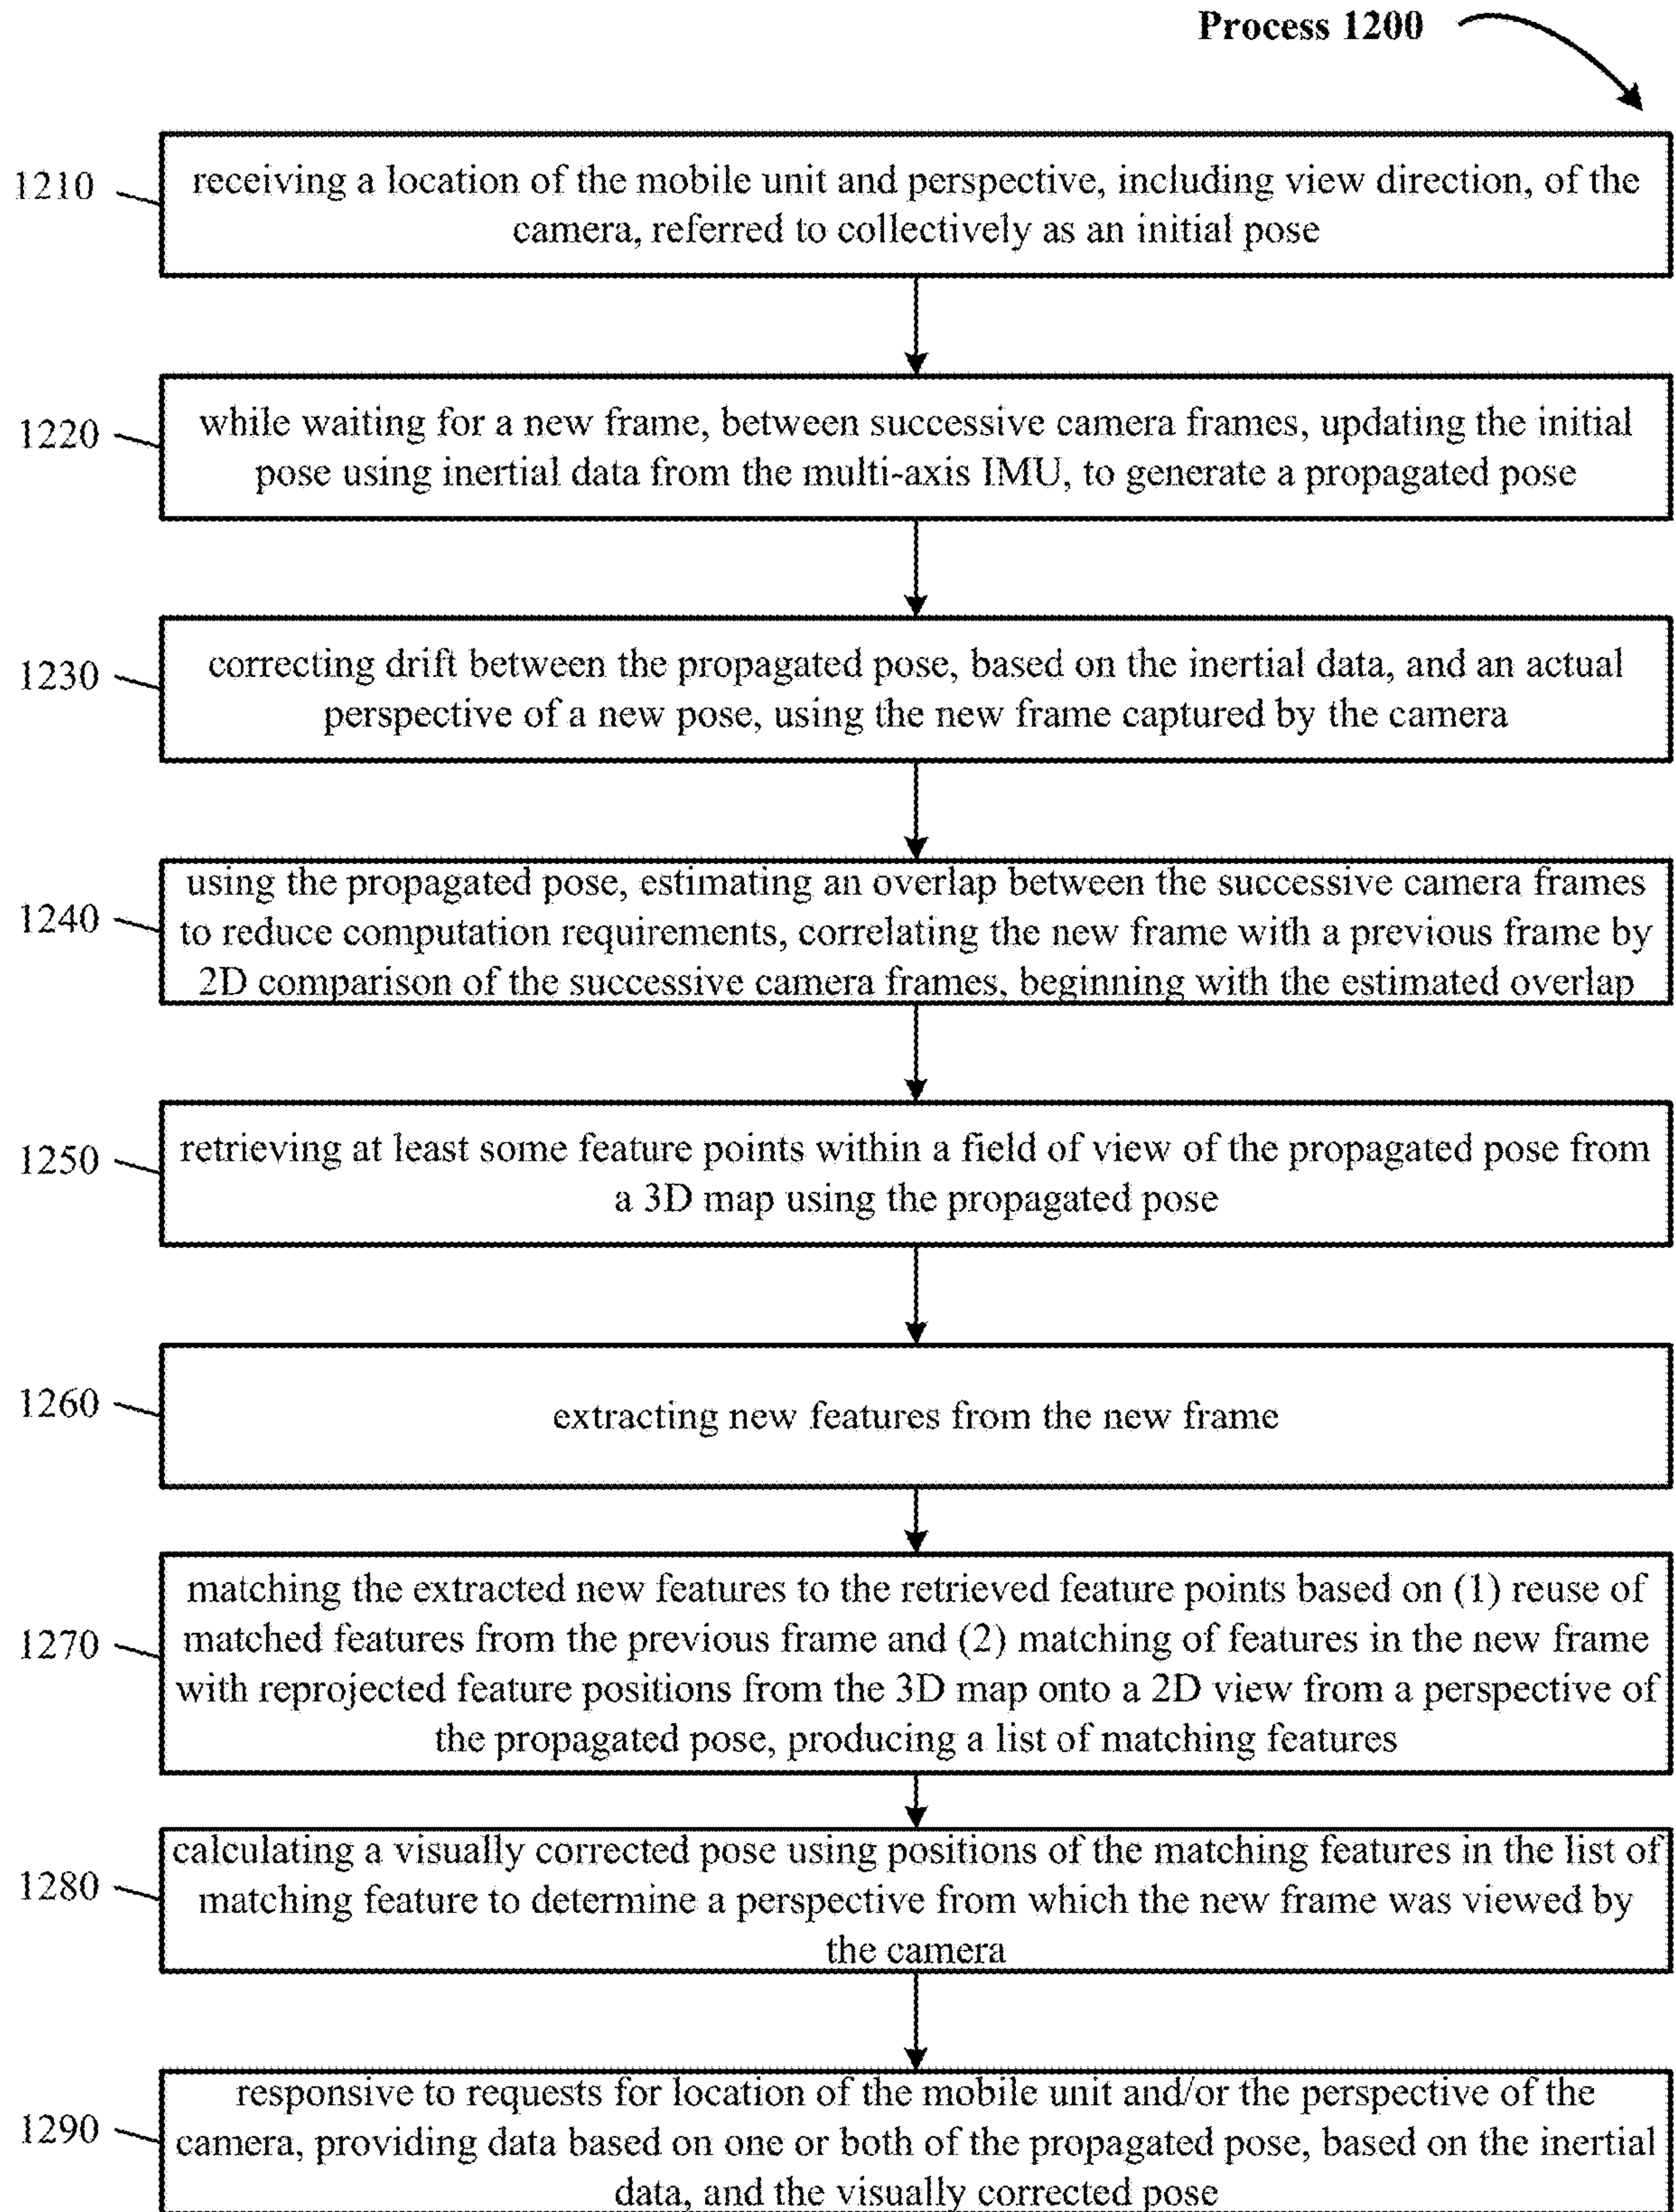 Process 1200
1210
receiving a location of the mobile unit and perspective, including view direction, of the
camera, referred to collectively as an initial pose
1220
while waiting for a new frame, between successive camera frames, updating the initial
pose using inertial data from the multi-axis IMU, to generate a propagated pose
1230
correcting drift between the propagated pose, based on the inertial data, and an actual
perspective of a new pose, using the new frame captured by the camera
1240
using the propagated pose, estimating an overlap between the successive camera frames
to reduce computation requirements, correlating the new frame with a previous frame by
2D comparison of the successive camera frames, beginning with the estimated overlap
1250
retrieving at least some feature points within a field of view of the propagated pose from
a 3D map using the propagated pose
1260
extracting new features from the new frame
1270
matching the extracted new features to the retrieved feature points based on (1) reuse of
matched features from the previous frame and (2) matching of features in the new frame
with reprojected feature positions from the 3D map onto a 2D view from a perspective of
the propagated pose, producing a list of matching features
1280
calculating a visually corrected pose using positions of the matching features in the list of
matching feature to determine a perspective from which the new frame was viewed by
the camera
1290
responsive to requests for location of the mobile unit and/or the perspective of the
camera, providing data based on one or both of the propagated pose, based on the inertial
data, and the visually corrected pose